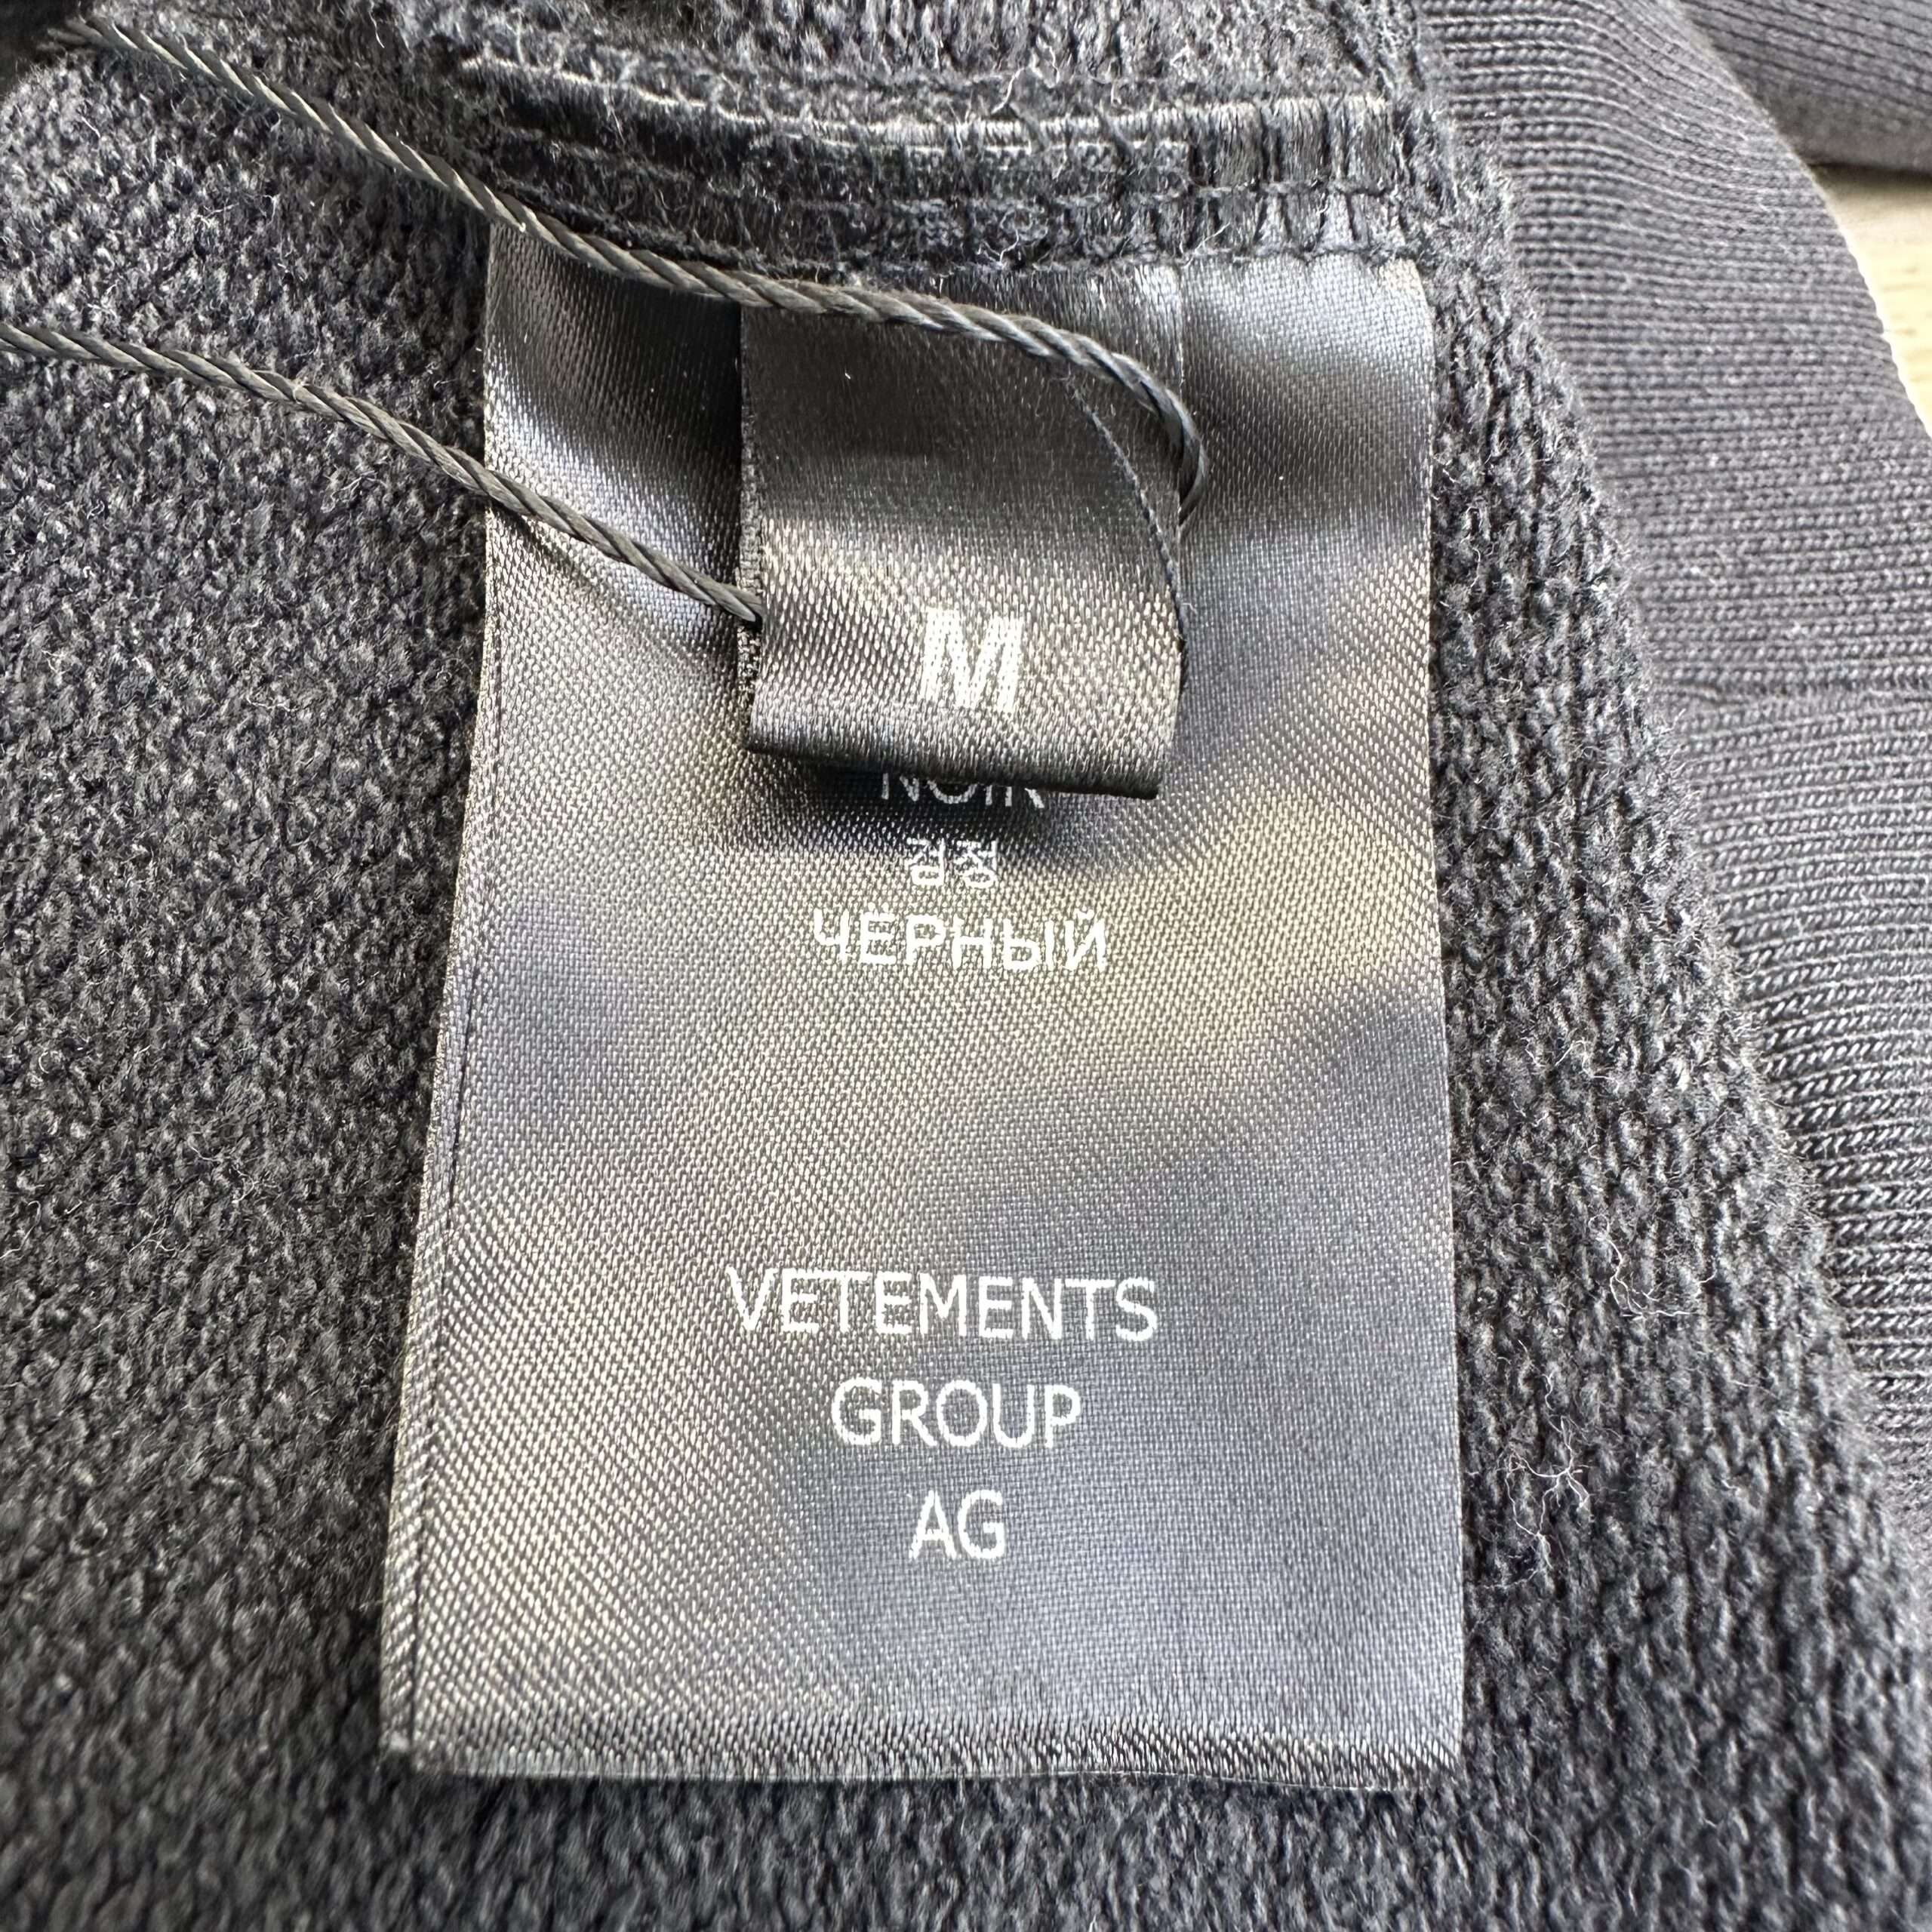 M
NOIR
검정
ЧЕРНЫЙ
VETEMENTS
GROUP
AG